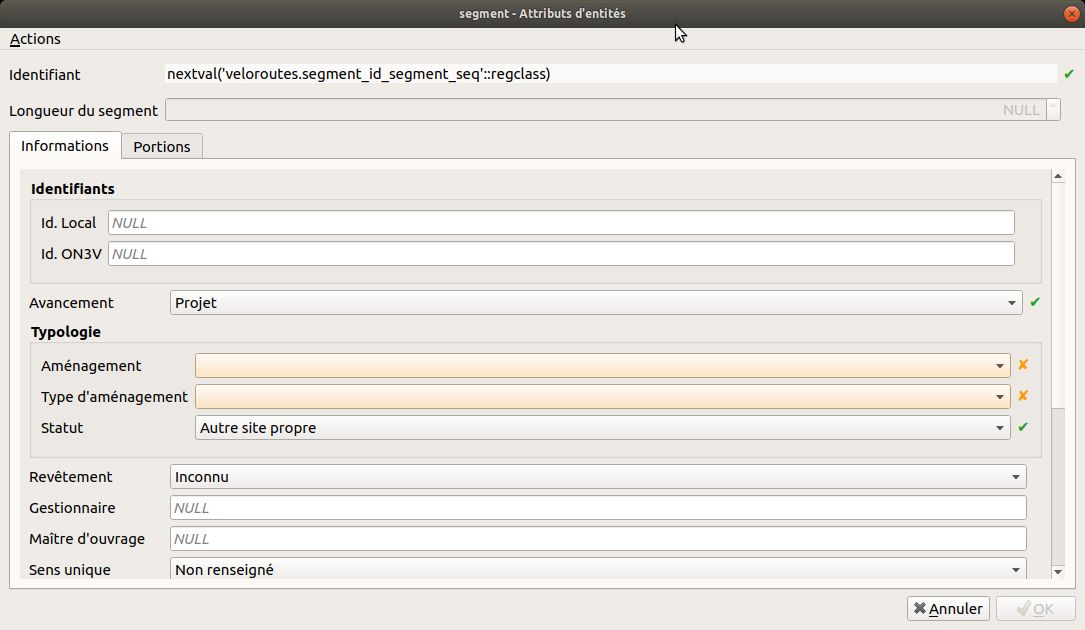 segment - Attributs d'entités
Actions
Identifiant nextval('veloroutes.segment_id_segment_seq'::regclass)
Longueur du segment NULL
Informations Portions
Identifiants
Id. Local NULL
Id. ON3V NULL
Avancement Projet
Typologie
Aménagement
Type d'aménagement
Statut Autre site propre
Revêtement Inconnu
Gestionnaire NULL
Maître d'ouvrage NULL
Sens unique Non renseigné
Annuler OK